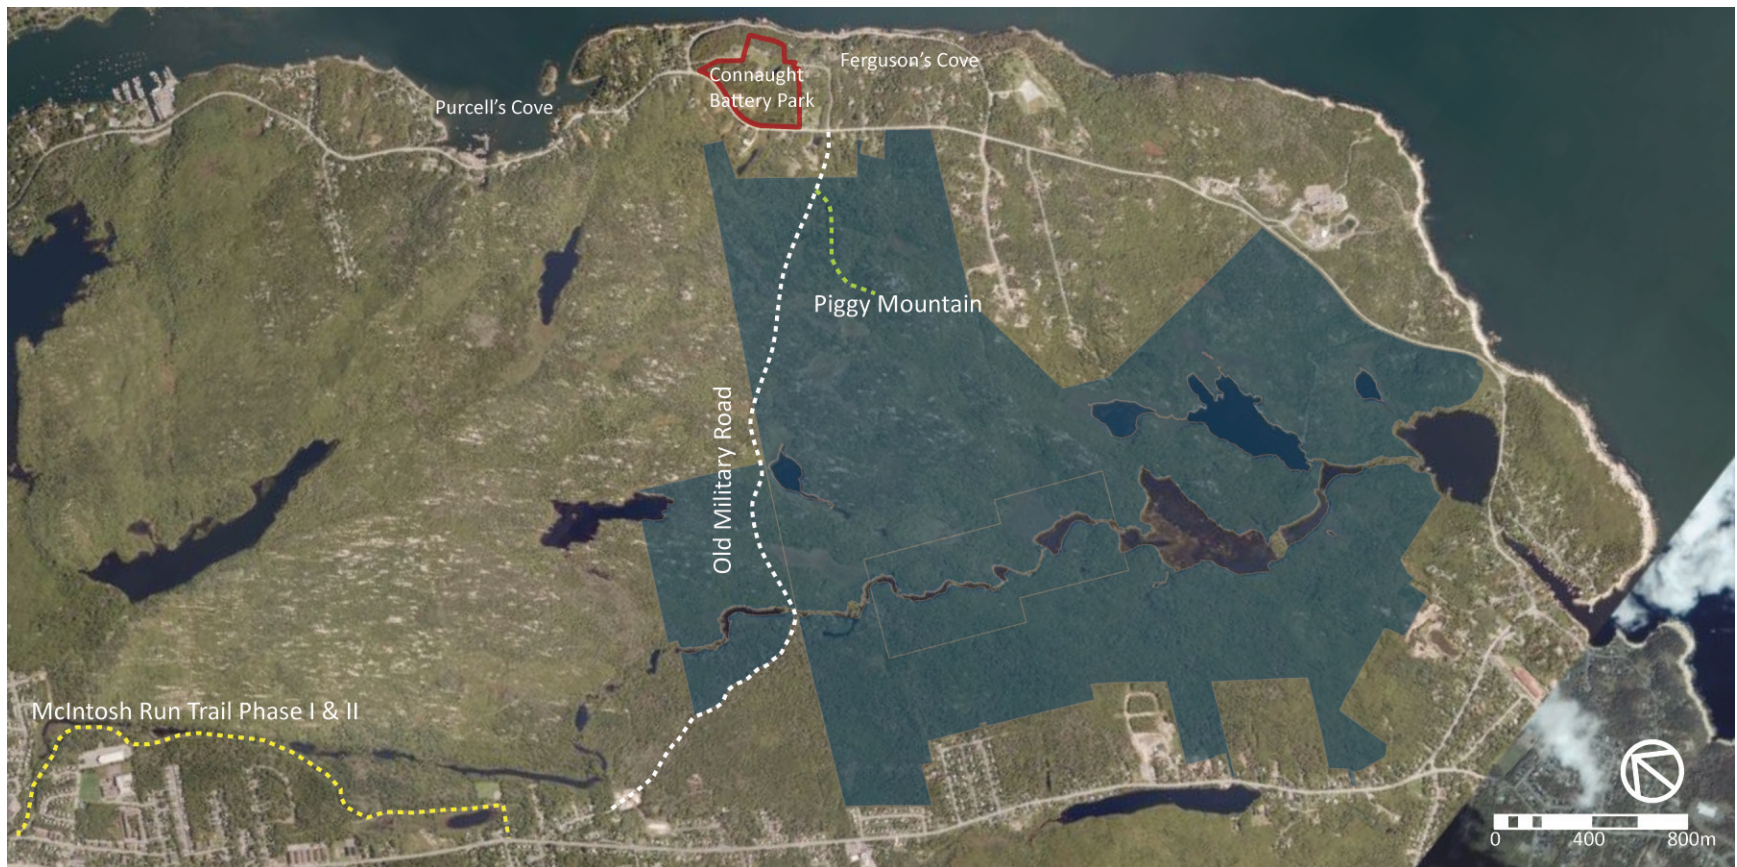 Ferguson's Cove
Connaught
Battery Park
Purcell's Cove
Piggy Mountain
Old Military Road
McIntosh Run Trail Phase I & II
0 400 800m